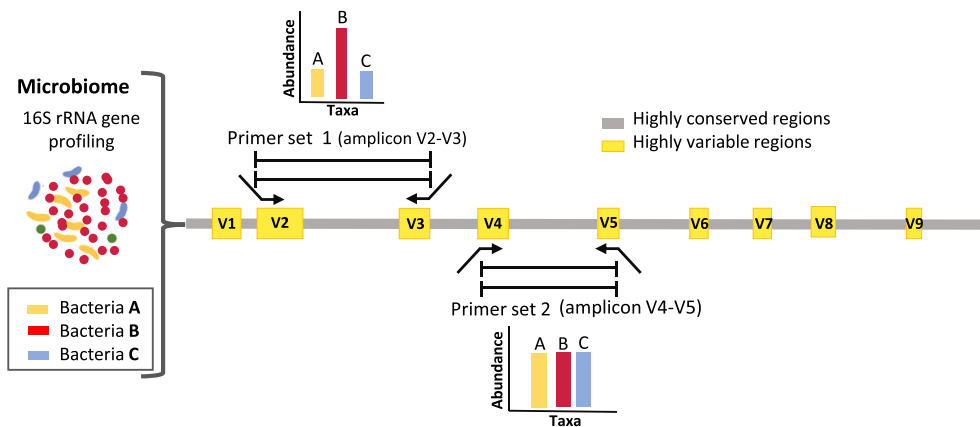 Microbiome
16S rRNA gene
profiling
Bacteria A
Bacteria B
Bacteria C
Abundance
A
B
C
Taxa
Primer set 1 (amplicon V2-V3)
Highly conserved regions
Highly variable regions
V1 V2 V3 V4 V5 V6 V7 V8 V9
Primer set 2 (amplicon V4-V5)
Abundance
A B C
Taxa